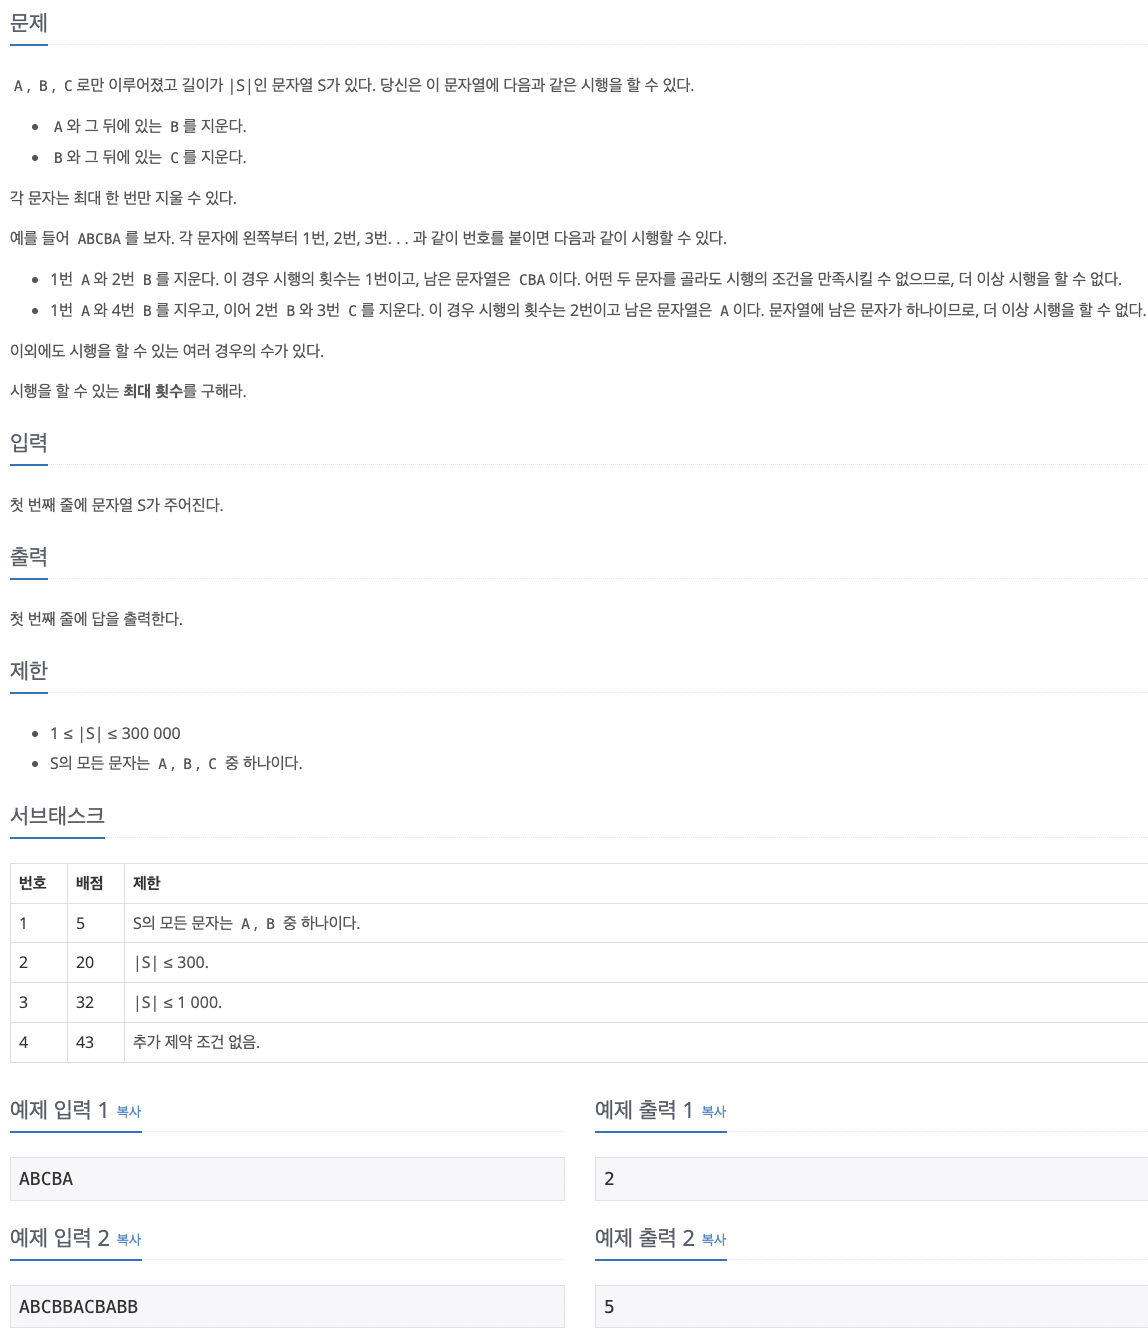 문제
A, B, C로만 이루어졌고 길이가 |S|인 문자열 S가 있다. 당신은 이 문자열에 다음과 같은 시행을 할 수 있다.
• A와 그 뒤에 있는 B를 지운다.
• B와 그 뒤에 있는 C를 지운다.
각 문자는 최대 한 번만 지울 수 있다.
예를 들어 ABCBA를 보자. 각 문자에 왼쪽부터 1번, 2번, 3번. . . 과 같이 번호를 붙이면 다음과 같이 시행할 수 있다.
• 1번 A와 2번 B를 지운다. 이 경우 시행의 횟수는 1번이고, 남은 문자열은 CBA이다. 어떤 두 문자를 골라도 시행의 조건을 만족시킬 수 없으므로, 더 이상 시행을 할 수 없다.
• 1번 A와 4번 B를 지우고, 이어 2번 B와 3번 C를 지운다. 이 경우 시행의 횟수는 2번이고 남은 문자열은 A이다. 문자열에 남은 문자가 하나이므로, 더 이상 시행을 할 수 없다.
이외에도 시행을 할 수 있는 여러 경우의 수가 있다.
시행을 할 수 있는 최대 횟수를 구해라.
입력
첫 번째 줄에 문자열 S가 주어진다.
출력
첫 번째 줄에 답을 출력한다.
제한
• 1 ≤ |S| ≤ 300 000
• S의 모든 문자는 A, B, C 중 하나이다.
서브태스크
번호 배점 제한
1 5 S의 모든 문자는 A, B 중 하나이다.
2 20 |S| ≤ 300.
3 32 |S| ≤ 1 000.
4 43 추가 제약 조건 없음.
예제 입력 1 복사 예제 출력 1 복사
ABCBA 2
예제 입력 2 복사 예제 출력 2 복사
ABCBBACBABB 5